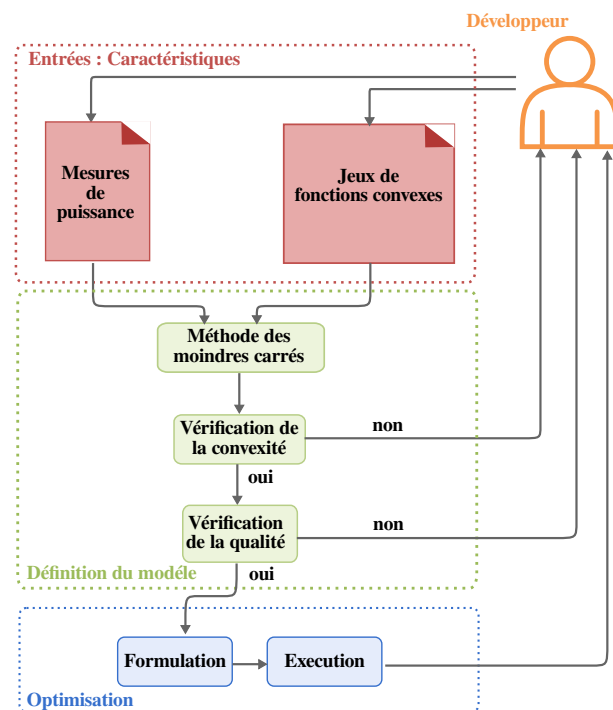 Développeur
Entrées : Caractéristiques
Mesures
de
puissance
Jeux de
fonctions convexes
Méthode des
moindres carrés
Vérification de
la convexité
non
oui
Vérification
de la qualité
non
Définition du modéle
oui
Formulation
Execution
Optimisation